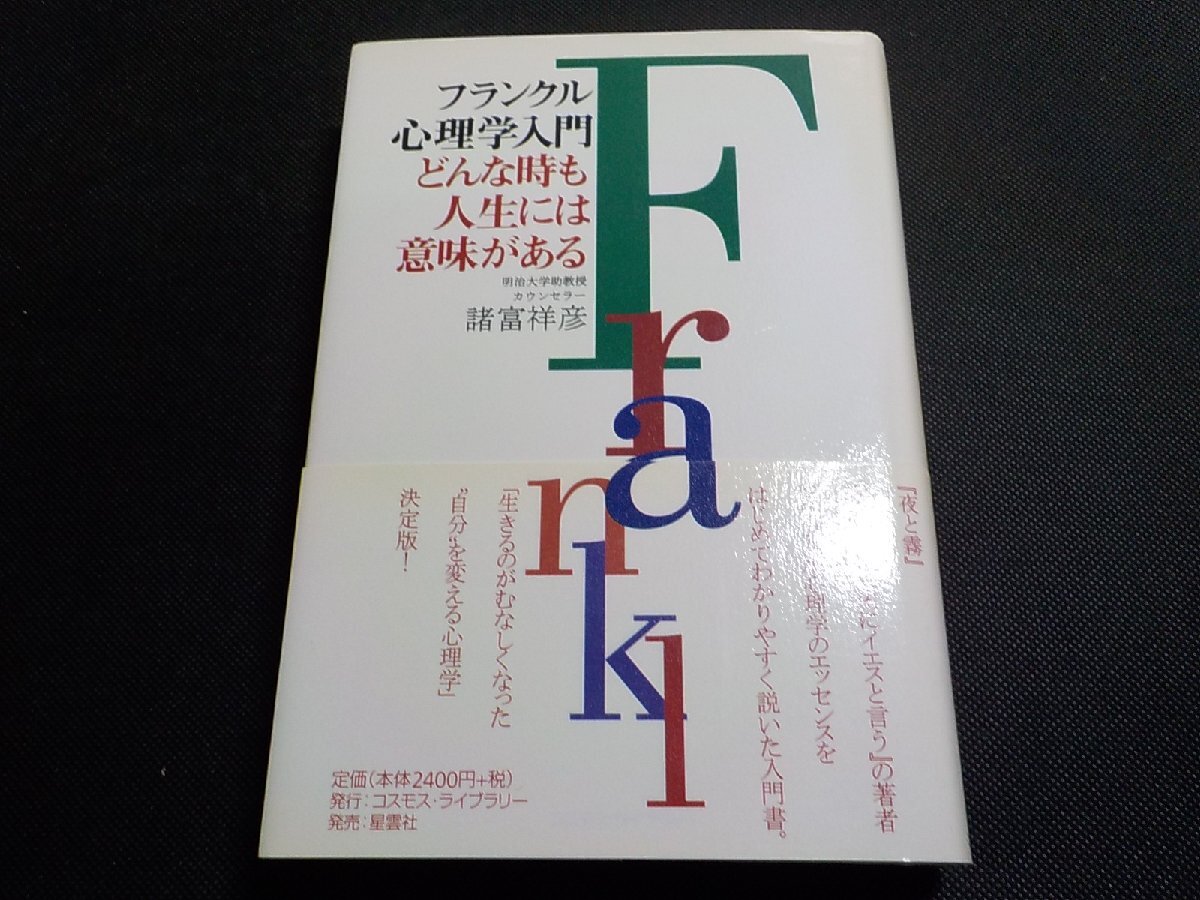 フランクル
心理学入門
どんな時も
人生には
意味がある
明治大学助教授
カウンセラー
諸富祥彦
Frankl
『夜と霧』
にイエスと言う』の著者
理学のエッセンスを
はじめてわかりやすく説いた入門書。
「生きるのがむなしくなった
"自分"を変える心理学」
決定版!
定価(本体2400円+税)
発行:コスモス・ライブラリー
発売:星雲社